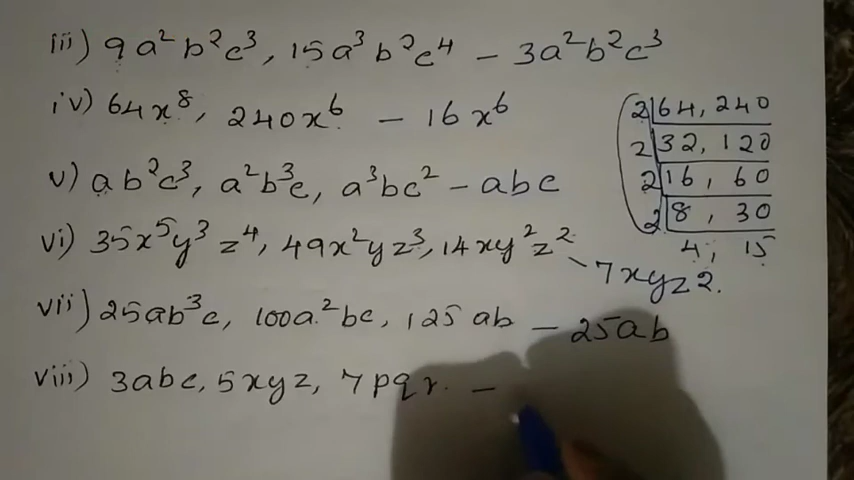 iii) 9a²b²c³, 15a³b²c⁴ – 3a²b²c³
iv) 64x⁸, 240x⁶ – 16x⁶
v) ab²c³, a²b³c, a³bc² – abc
vi) 35x⁵y³z⁴, 49x²yz³, 14xy²z² – 7xyz2.
vii) 25ab³c, 100a²bc, 125ab – 25ab
viii) 3abc, 5xyz, 7pqr. –
2 | 64, 240
2 | 32, 120
2 | 16, 60
2 | 8, 30
4, 15